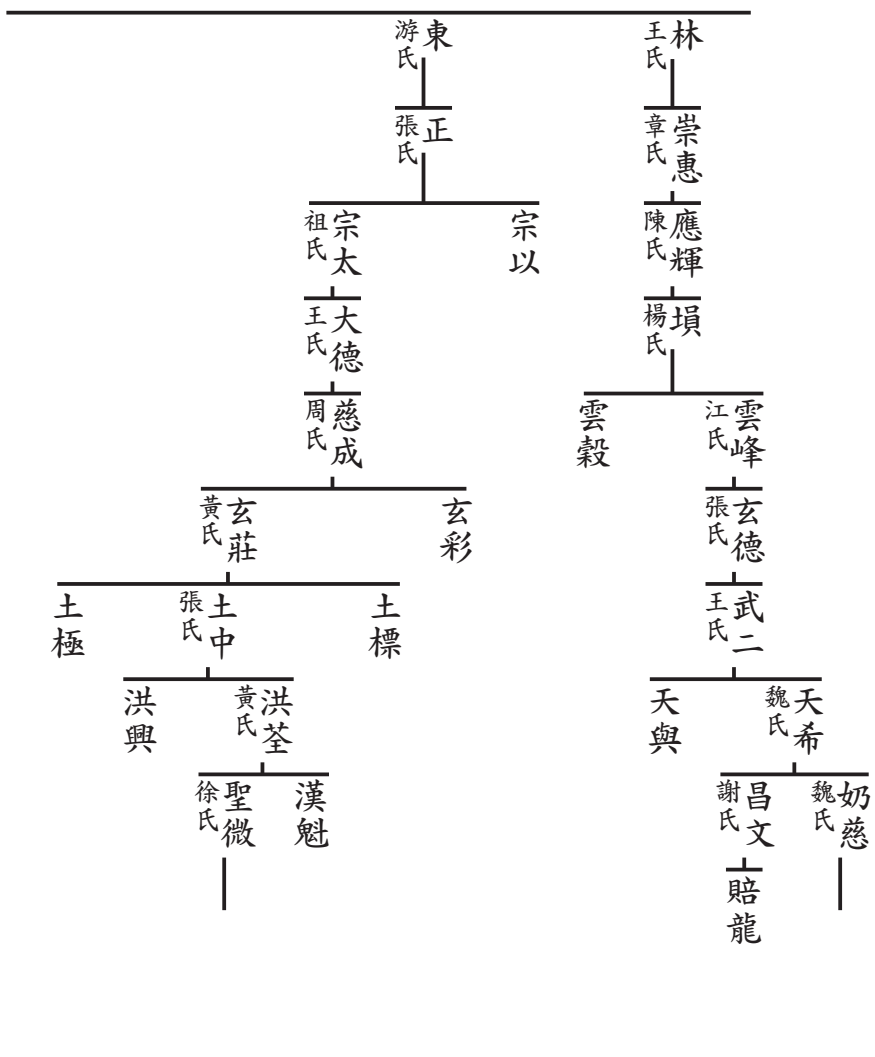 林
王氏
東
游氏
崇惠
章氏
正
張氏
應輝
陳氏
宗以
宗太
祖氏
塤
楊氏
大德
王氏
雲峰
江氏
雲穀
慈成
周氏
玄德
張氏
玄彩
玄莊
黃氏
武二
王氏
土標
土中
張氏
土極
天希
魏氏
天與
洪荃
黃氏
洪興
奶慈
魏氏
昌文
謝氏
漢魁
聖微
徐氏
賠龍